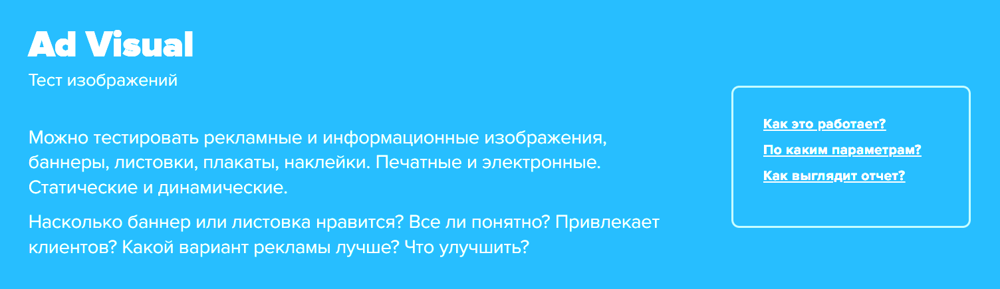 Ad Visual
Тест изображений
Можно тестировать рекламные и информационные изображения,
баннеры, листовки, плакаты, наклейки. Печатные и электронные.
Статические и динамические.
Насколько баннер или листовка нравится? Все ли понятно? Привлекает
клиентов? Какой вариант рекламы лучше? Что улучшить?
Как это работает?
По каким параметрам?
Как выглядит отчет?